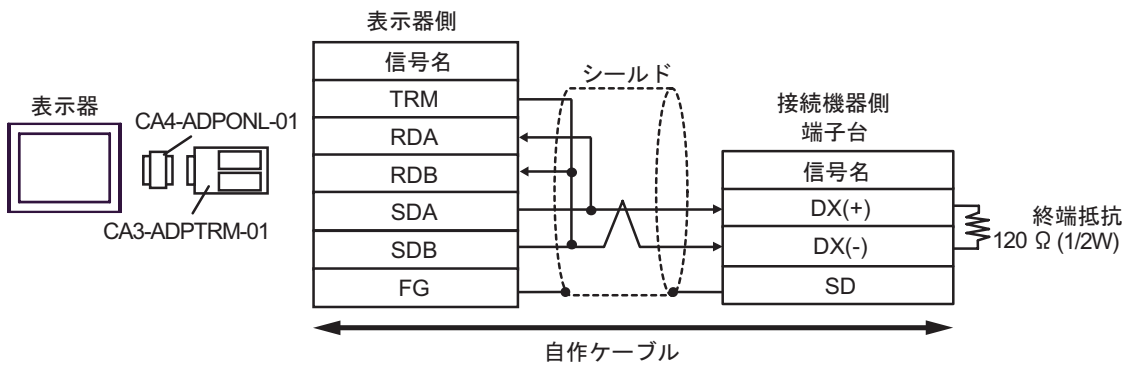 表示器
CA4-ADPONL-01
CA3-ADPTRM-01
表示器側
信号名
TRM
RDA
RDB
SDA
SDB
FG
シールド
接続機器側
端子台
信号名
DX(+)
DX(-)
SD
終端抵抗
120 Ω (1/2W)
自作ケーブル